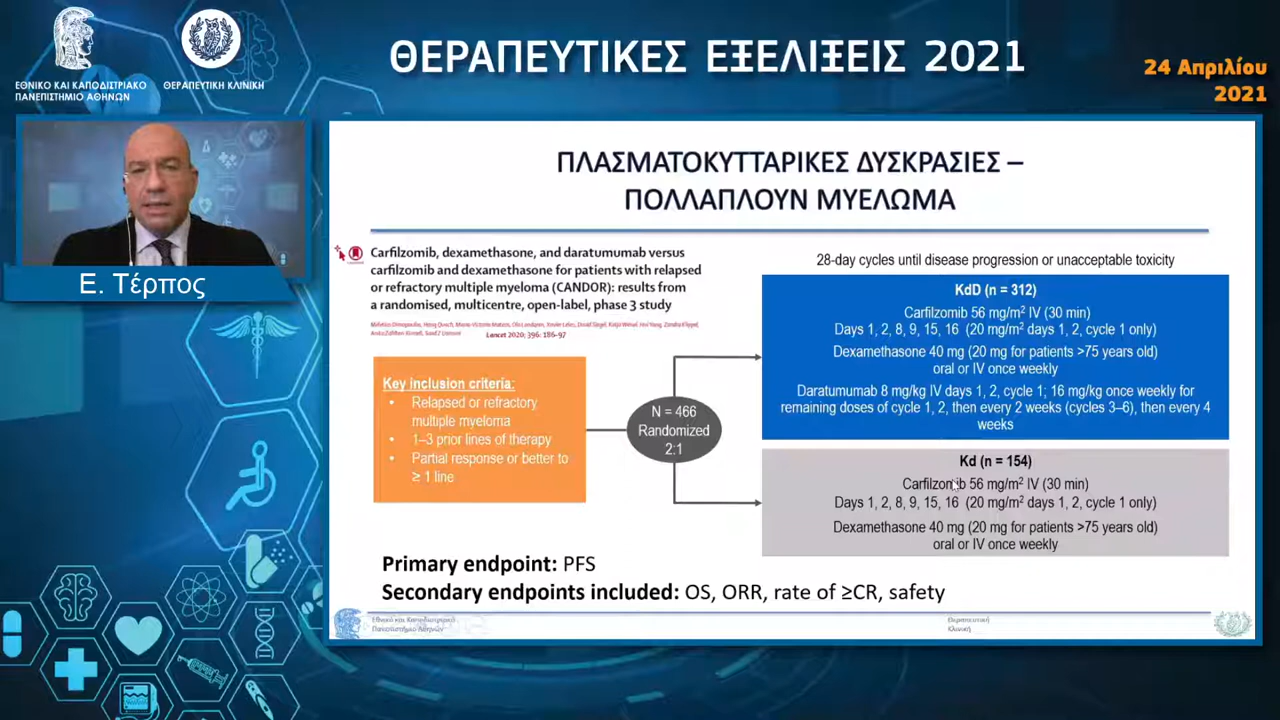 ΕΘΝΙΚΟ ΚΑΙ ΚΑΠΟΔΙΣΤΡΙΑΚΟ
ΠΑΝΕΠΙΣΤΗΜΙΟ ΑΘΗΝΩΝ
ΘΕΡΑΠΕΥΤΙΚΗ ΚΛΙΝΙΚΗ
ΘΕΡΑΠΕΥΤΙΚΕΣ ΕΞΕΛΙΞΕΙΣ 2021
24 Απριλίου
2021
Ε. Τέρπος
ΠΛΑΣΜΑΤΟΚΥΤΤΑΡΙΚΕΣ ΔΥΣΚΡΑΣΙΕΣ –
ΠΟΛΛΑΠΛΟΥΝ ΜΥΕΛΩΜΑ
Carfilzomib, dexamethasone, and daratumumab versus
carfilzomib and dexamethasone for patients with relapsed
or refractory multiple myeloma (CANDOR): results from
a randomised, multicentre, open-label, phase 3 study
Lancet 2020; 396: 186–97
Key inclusion criteria:
• Relapsed or refractory
multiple myeloma
• 1–3 prior lines of therapy
• Partial response or better to
≥ 1 line
N = 466
Randomized
2:1
28-day cycles until disease progression or unacceptable toxicity
KdD (n = 312)
Carfilzomib 56 mg/m² IV (30 min)
Days 1, 2, 8, 9, 15, 16 (20 mg/m² days 1, 2, cycle 1 only)
Dexamethasone 40 mg (20 mg for patients >75 years old)
oral or IV once weekly
Daratumumab 8 mg/kg IV days 1, 2, cycle 1; 16 mg/kg once weekly for
remaining doses of cycle 1, 2, then every 2 weeks (cycles 3–6), then every 4
weeks
Kd (n = 154)
Carfilzomib 56 mg/m² IV (30 min)
Days 1, 2, 8, 9, 15, 16 (20 mg/m² days 1, 2, cycle 1 only)
Dexamethasone 40 mg (20 mg for patients >75 years old)
oral or IV once weekly
Primary endpoint: PFS
Secondary endpoints included: OS, ORR, rate of ≥CR, safety
Εθνικό και Καποδιστριακό
Πανεπιστήμιο Αθηνών
Θεραπευτική
Κλινική